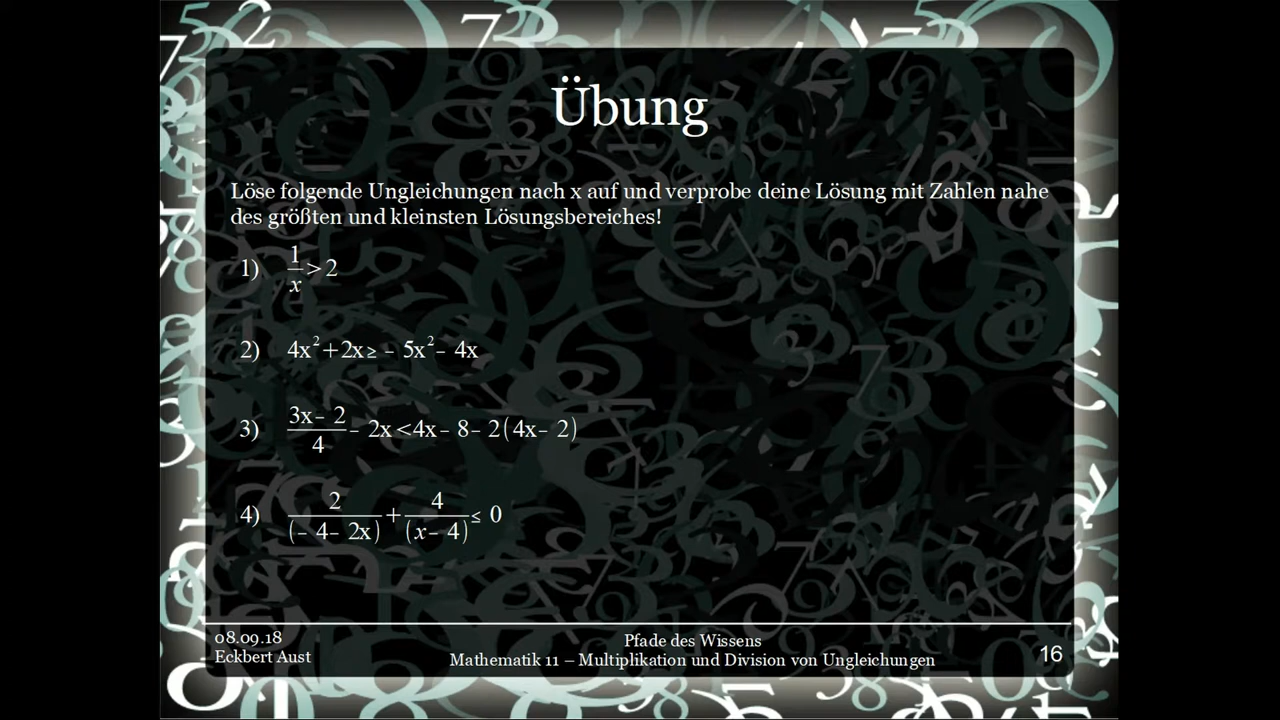 Übung
Löse folgende Ungleichungen nach x auf und verprobe deine Lösung mit Zahlen nahe
des größten und kleinsten Lösungsbereiches!
1) 1/x > 2
2) 4x²+2x ≥ – 5x² – 4x
3) (3x – 2)/4 – 2x < 4x – 8 – 2(4x – 2)
4) 2/(– 4 – 2x) + 4/(x – 4) ≤ 0
08.09.18
Eckbert Aust
Pfade des Wissens
Mathematik 11 – Multiplikation und Division von Ungleichungen
16